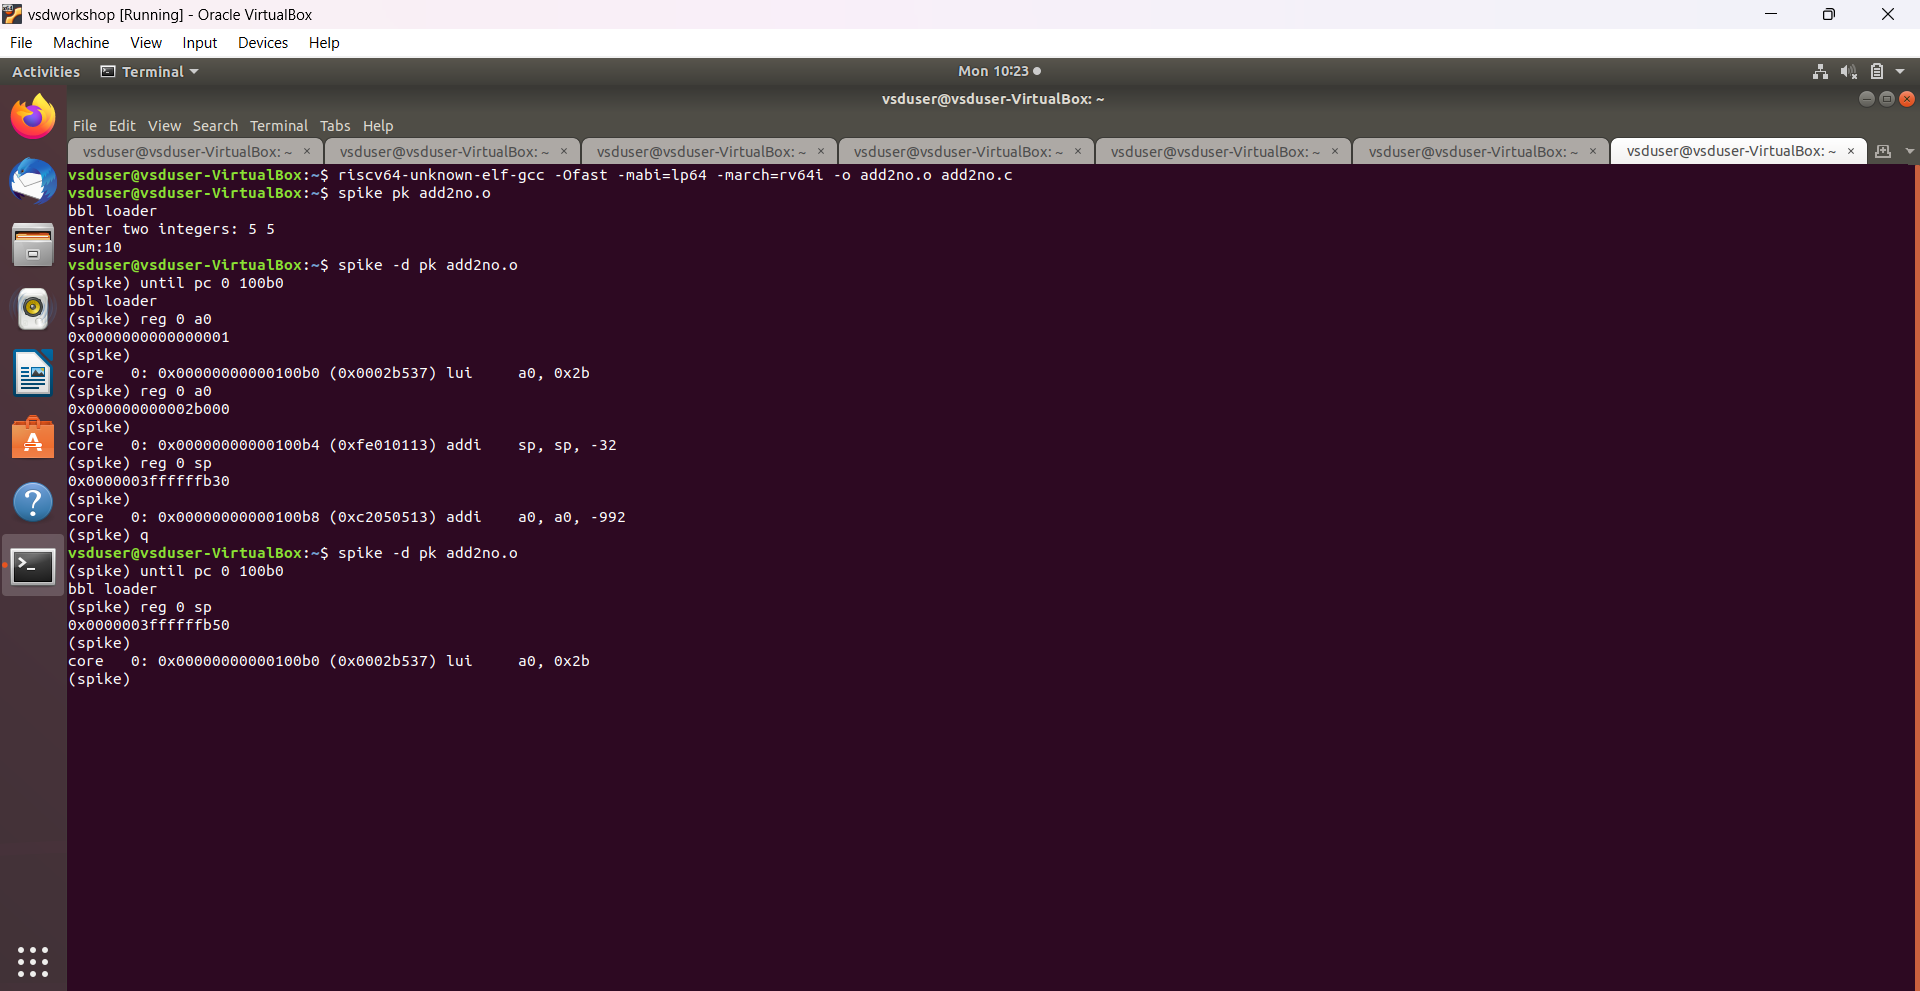 vsdworkshop [Running] - Oracle VirtualBox
File Machine View Input Devices Help
Activities Terminal Mon 10:23
vsduser@vsduser-VirtualBox: ~
File Edit View Search Terminal Tabs Help
vsduser@vsduser-VirtualBox: ~ × vsduser@vsduser-VirtualBox: ~ × vsduser@vsduser-VirtualBox: ~ × vsduser@vsduser-VirtualBox: ~ × vsduser@vsduser-VirtualBox: ~ × vsduser@vsduser-VirtualBox: ~ × vsduser@vsduser-VirtualBox: ~ ×
vsduser@vsduser-VirtualBox:~$ riscv64-unknown-elf-gcc -Ofast -mabi=lp64 -march=rv64i -o add2no.o add2no.c
vsduser@vsduser-VirtualBox:~$ spike pk add2no.o
bbl loader
enter two integers: 5 5
sum:10
vsduser@vsduser-VirtualBox:~$ spike -d pk add2no.o
(spike) until pc 0 100b0
bbl loader
(spike) reg 0 a0
0x0000000000000001
(spike)
core   0: 0x00000000000100b0 (0x0002b537) lui     a0, 0x2b
(spike) reg 0 a0
0x000000000002b000
(spike)
core   0: 0x00000000000100b4 (0xfe010113) addi    sp, sp, -32
(spike) reg 0 sp
0x0000003ffffffb30
(spike)
core   0: 0x00000000000100b8 (0xc2050513) addi    a0, a0, -992
(spike) q
vsduser@vsduser-VirtualBox:~$ spike -d pk add2no.o
(spike) until pc 0 100b0
bbl loader
(spike) reg 0 sp
0x0000003ffffffb50
(spike)
core   0: 0x00000000000100b0 (0x0002b537) lui     a0, 0x2b
(spike)